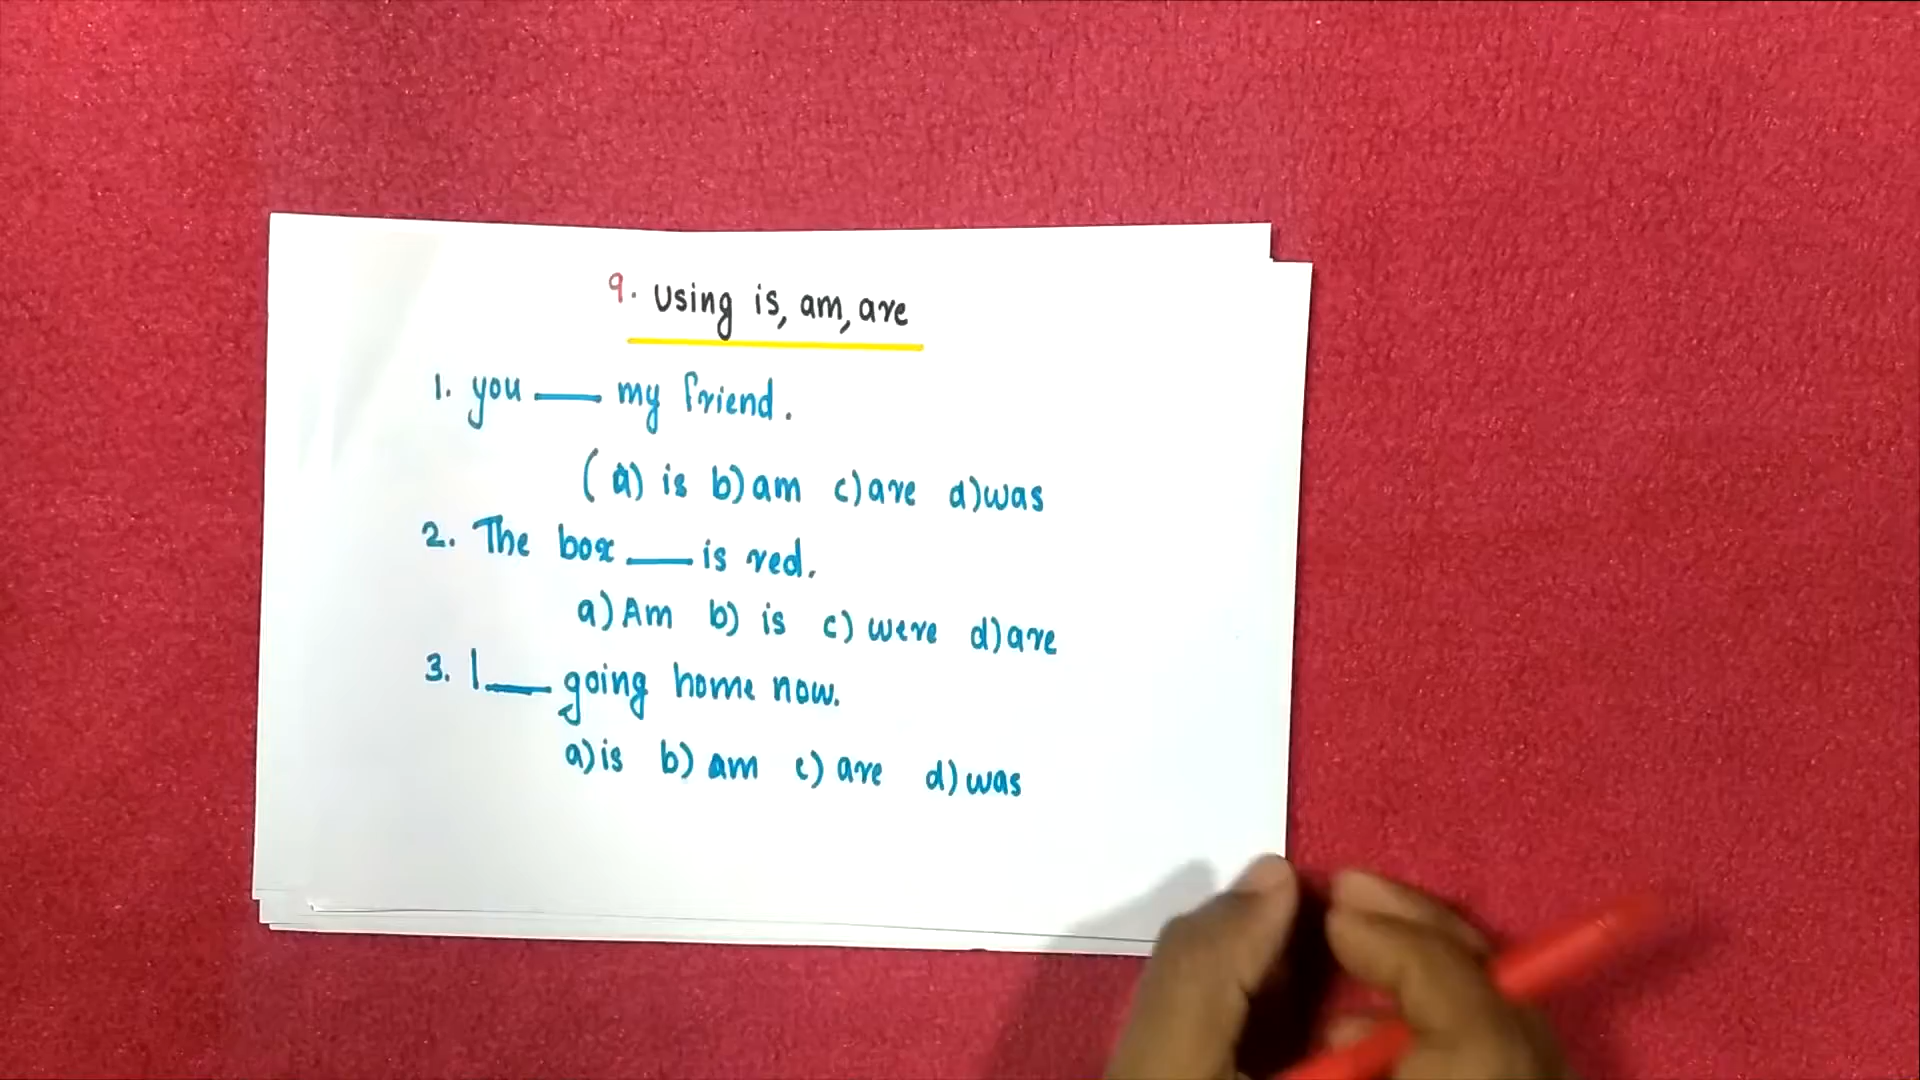 9. Using is, am, are
1. you ___ my friend.
(a) is b) am c) are d) was
2. The box ___ is red.
a) Am b) is c) were d) are
3. I ___ going home now.
a) is b) am c) are d) was